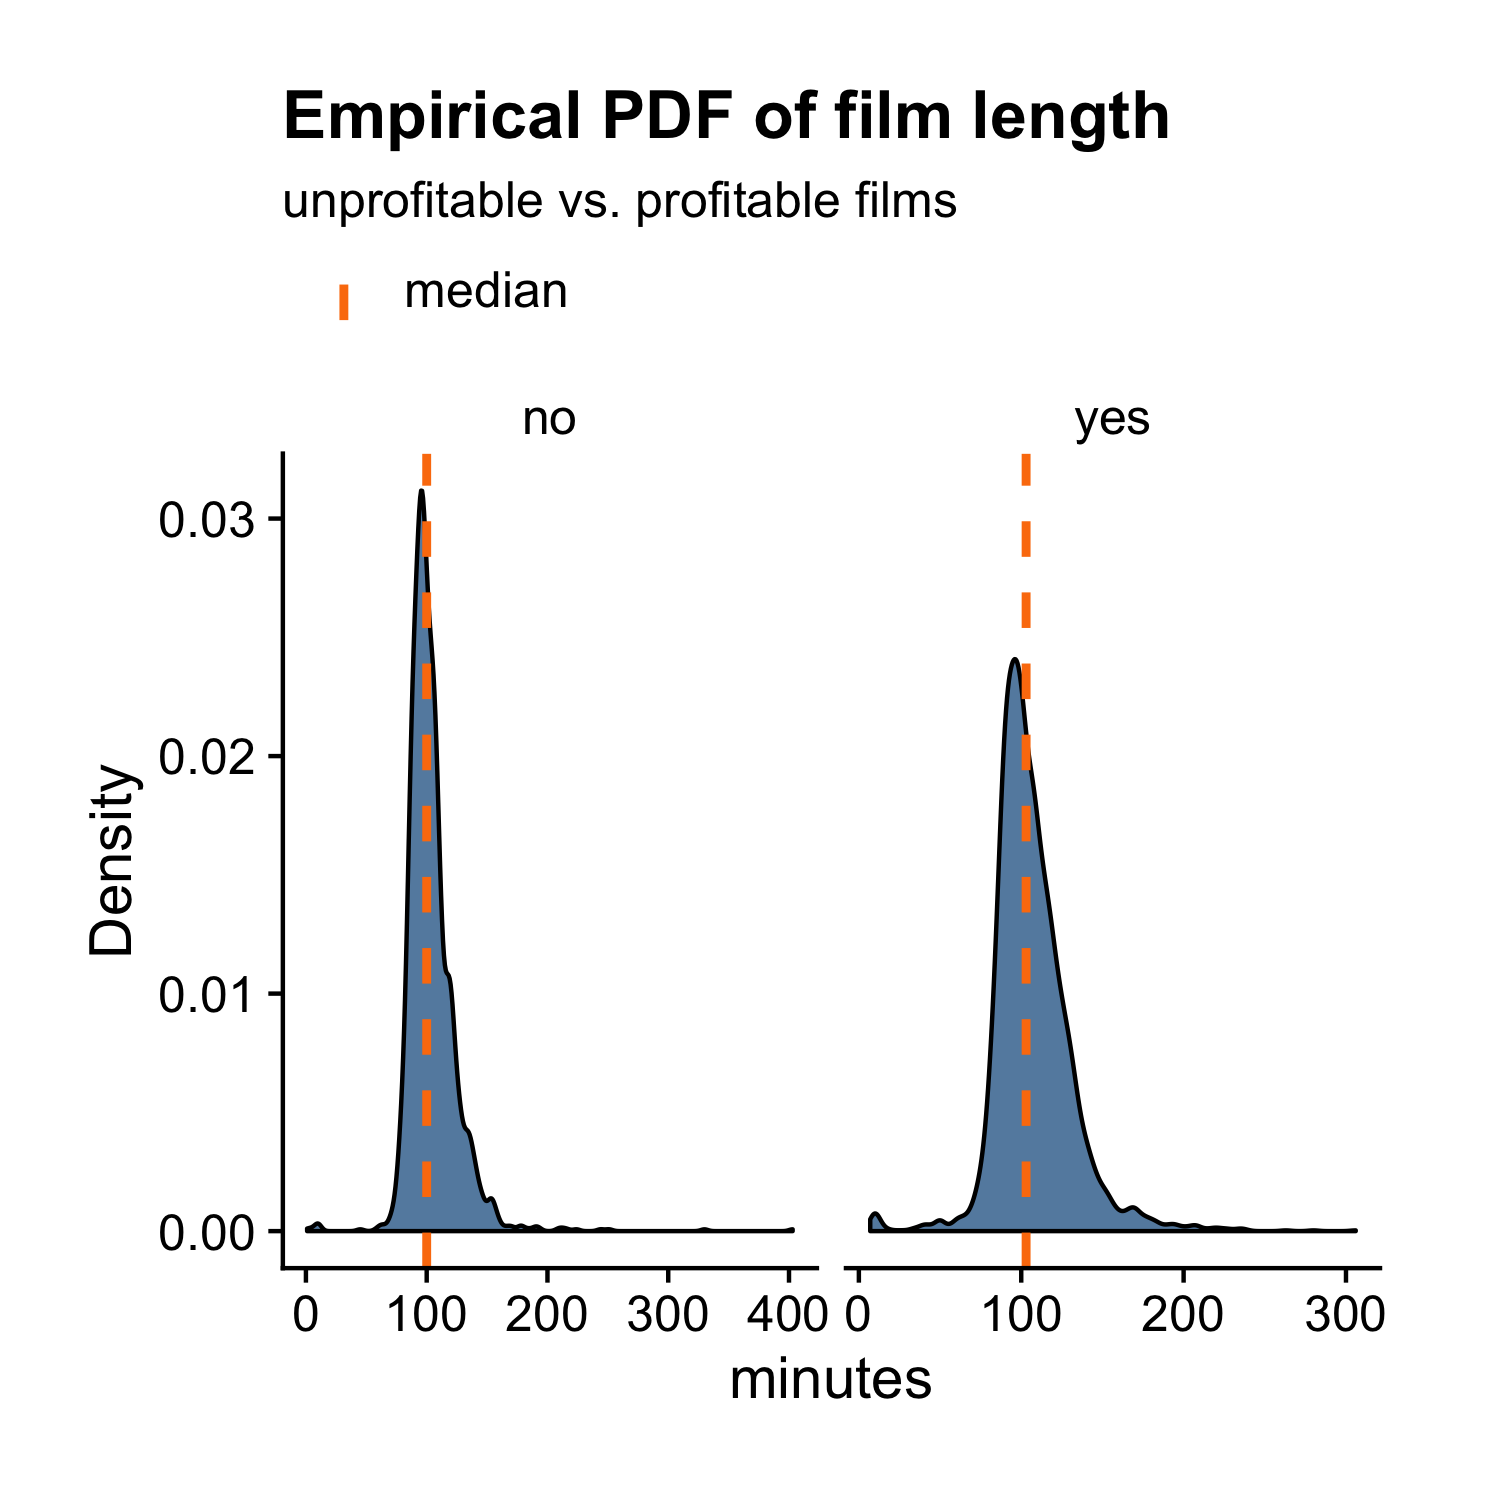 Empirical PDF of film length
unprofitable vs. profitable films
median
no
yes
Density
0.03
0.02
0.01
0.00
0 100 200 300 400
0 100 200 300
minutes